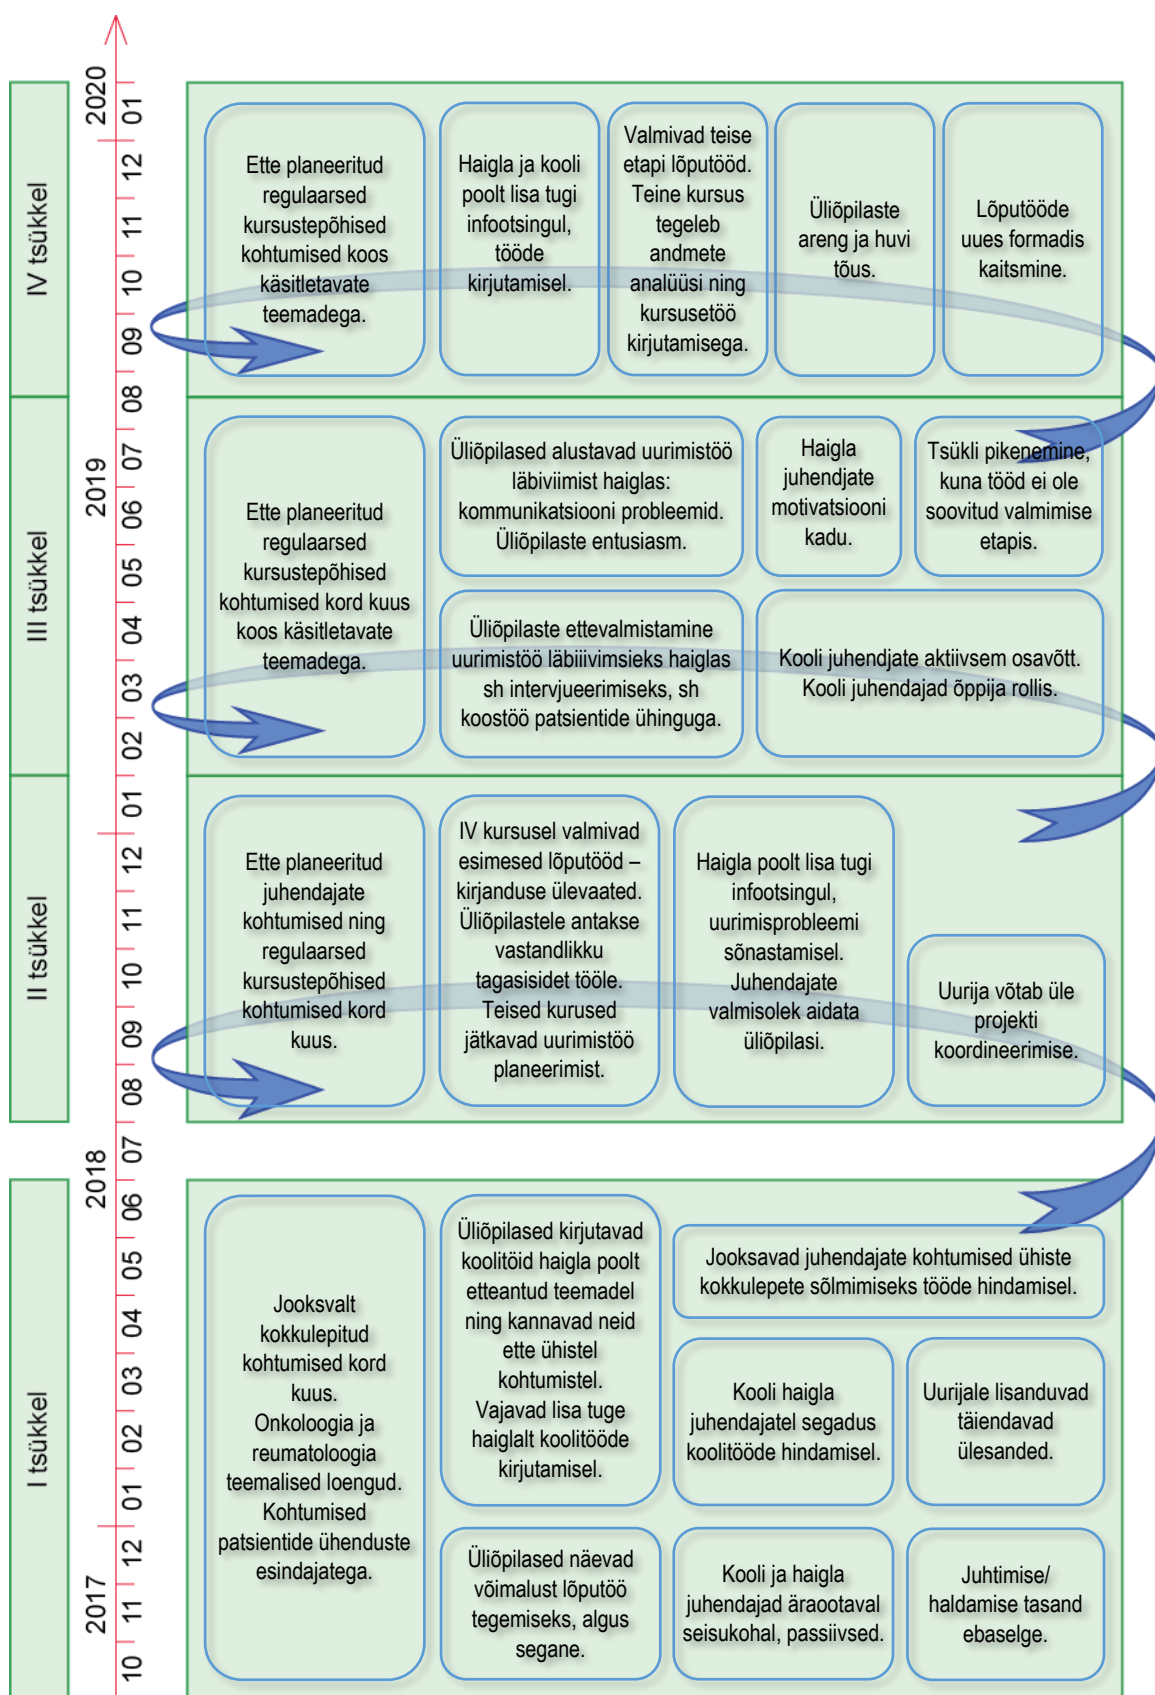 2020
01
12
11
10
09
08
07
06
05
04
03
02
01
12
11
10
09
08
07
06
05
04
03
02
01
12
11
10
2019
2018
2017
IV tsükkel
Ette planeeritud
regulaarsed
kursustepõhised
kohtumised koos
käsitletavate
teemadega.
Haigla ja kooli
poolt lisa tugi
infootsingul,
tööde
kirjutamisel.
Valmivad teise
etapi lõputööd.
Teine kursus
tegeleb
andmete
analüüsi ning
kursusetöö
kirjutamisega.
Üliõpilaste
areng ja huvi
tõus.
Lõputööde
uues formadis
kaitsmine.
III tsükkel
Ette planeeritud
regulaarsed
kursustepõhised
kohtumised kord kuus
koos käsitletavate
teemadega.
Üliõpilased alustavad uurimistöö
läbiviimist haiglas:
kommunikatsiooni probleemid.
Üliõpilaste entusiasm.
Haigla
juhendjate
motivatsiooni
kadu.
Tsükli pikenemine,
kuna tööd ei ole
soovitud valmimise
etapis.
Üliõpilaste ettevalmistamine
uurimistöö läbiiivimsieks haiglas
sh intervjueerimiseks, sh
koostöö patsientide ühinguga.
Kooli juhendjate aktiivsem osavõtt.
Kooli juhendajad õppija rollis.
II tsükkel
Ette planeeritud
juhendajate
kohtumised ning
regulaarsed
kursustepõhised
kohtumised kord
kuus.
IV kursusel valmivad
esimesed lõputööd –
kirjanduse ülevaated.
Üliõpilastele antakse
vastandlikku
tagasisidet tööle.
Teised kurused
jätkavad uurimistöö
planeerimist.
Haigla poolt lisa tugi
infootsingul,
uurimisprobleemi
sõnastamisel.
Juhendajate
valmisolek aidata
üliõpilasi.
Uurija võtab üle
projekti
koordineerimise.
I tsükkel
Jooksvalt
kokkulepitud
kohtumised kord
kuus.
Onkoloogia ja
reumatoloogia
teemalised loengud.
Kohtumised
patsientide ühenduste
esindajatega.
Üliõpilased kirjutavad
koolitöid haigla poolt
etteantud teemadel
ning kannavad neid
ette ühistel
kohtumistel.
Vajavad lisa tuge
haiglalt koolitööde
kirjutamisel.
Jooksavad juhendajate kohtumised ühiste
kokkulepete sõlmimiseks tööde hindamisel.
Kooli haigla
juhendajatel segadus
koolitööde hindamisel.
Uurijale lisanduvad
täiendavad
ülesanded.
Üliõpilased näevad
võimalust lõputöö
tegemiseks, algus
segane.
Kooli ja haigla
juhendajad äraootaval
seisukohal, passiivsed.
Juhtimise/
haldamise tasand
ebaselge.